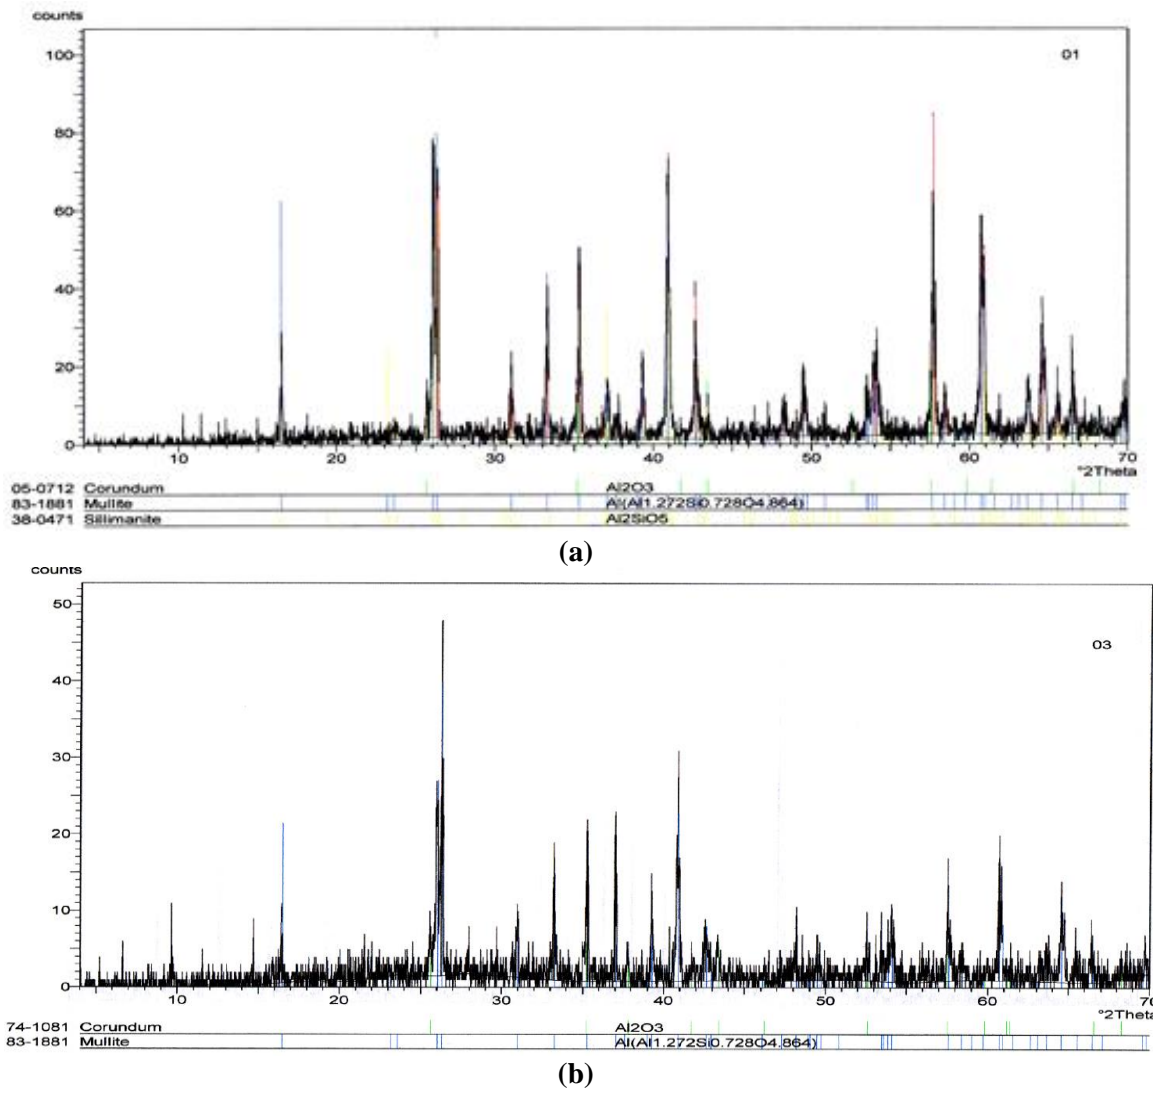 counts
01
100
80
60
40
20
0
10 20 30 40 50 60 70
°2Theta
05-0712 Corundum Al2O3
83-1881 Mullite Al(Al1.272Si0.728O4.864)
38-0471 Sillimanite Al2SiO5
(a)
counts
03
50
40
30
20
10
0
10 20 30 40 50 60 70
°2Theta
74-1081 Corundum Al2O3
83-1881 Mullite Al(Al1.272Si0.728O4.864)
(b)